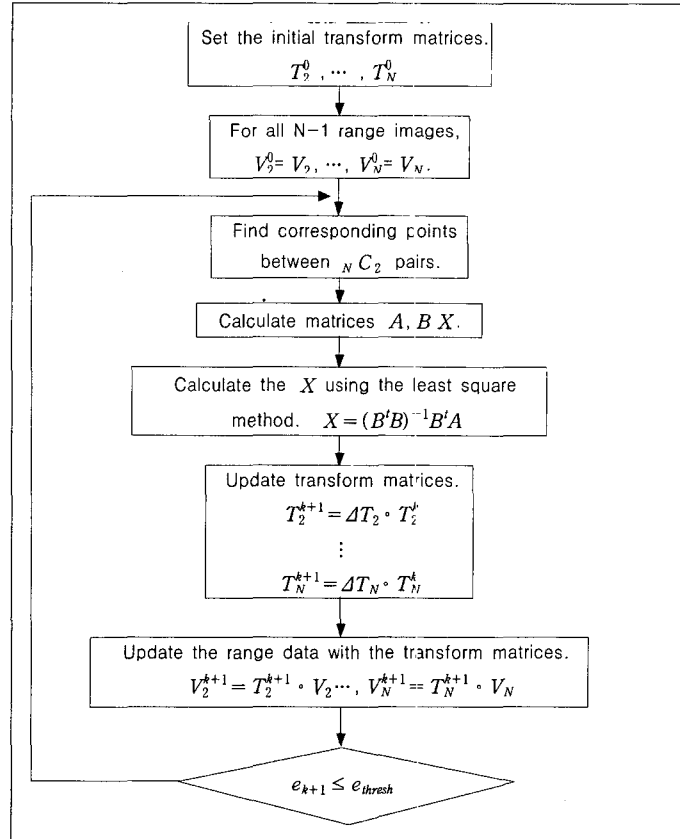 Set the initial transform matrices.
T_2^0 , ⋯ , T_N^0
For all N−1 range images,
V_2^0 = V_2, ⋯, V_N^0 = V_N.
Find corresponding points
between _N C_2 pairs.
Calculate matrices A, B X.
Calculate the X using the least square
method. X = (B^t B)^{−1} B^t A
Update transform matrices.
T_2^{k+1} = ΔT_2 ∘ T_2^k
⋮
T_N^{k+1} = ΔT_N ∘ T_N^k
Update the range data with the transform matrices.
V_2^{k+1} = T_2^{k+1} ∘ V_2 ⋯, V_N^{k+1} = T_N^{k+1} ∘ V_N
e_{k+1} ≤ e_{thresh}